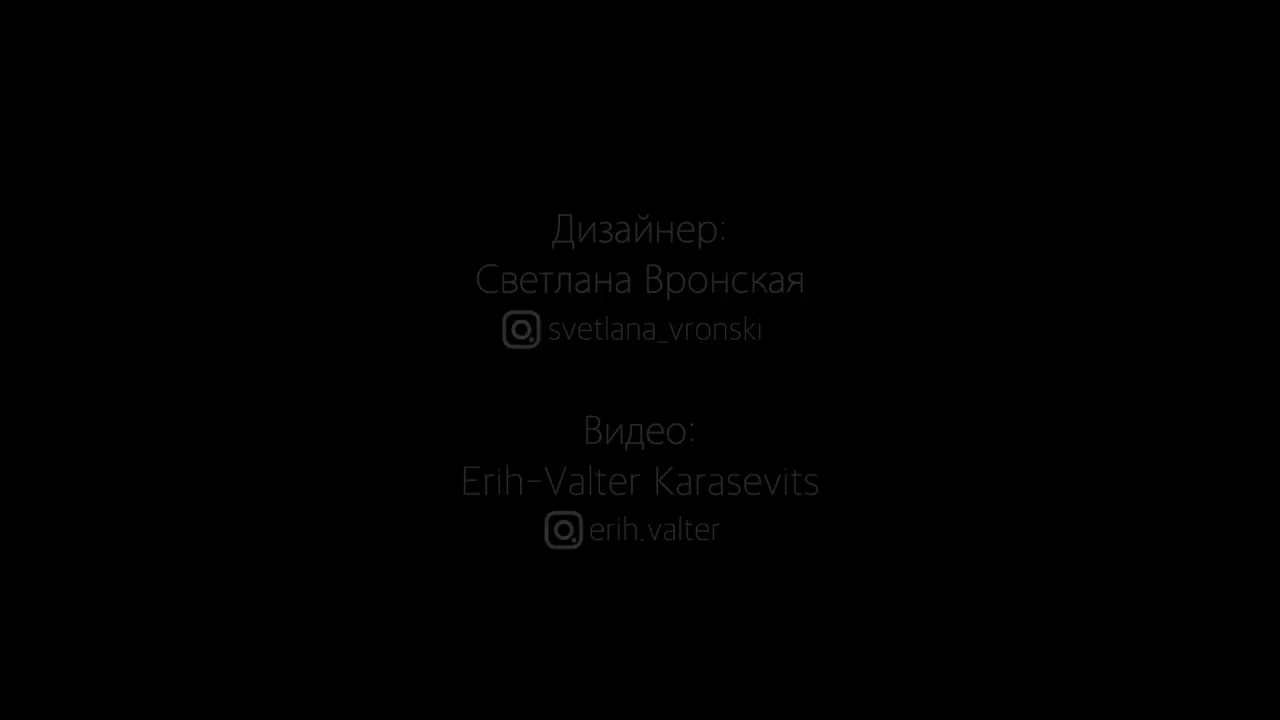 Дизайнер:
Светлана Вронская
svetlana_vronski
Видео:
Erih-Valter Karasevits
erih.valter